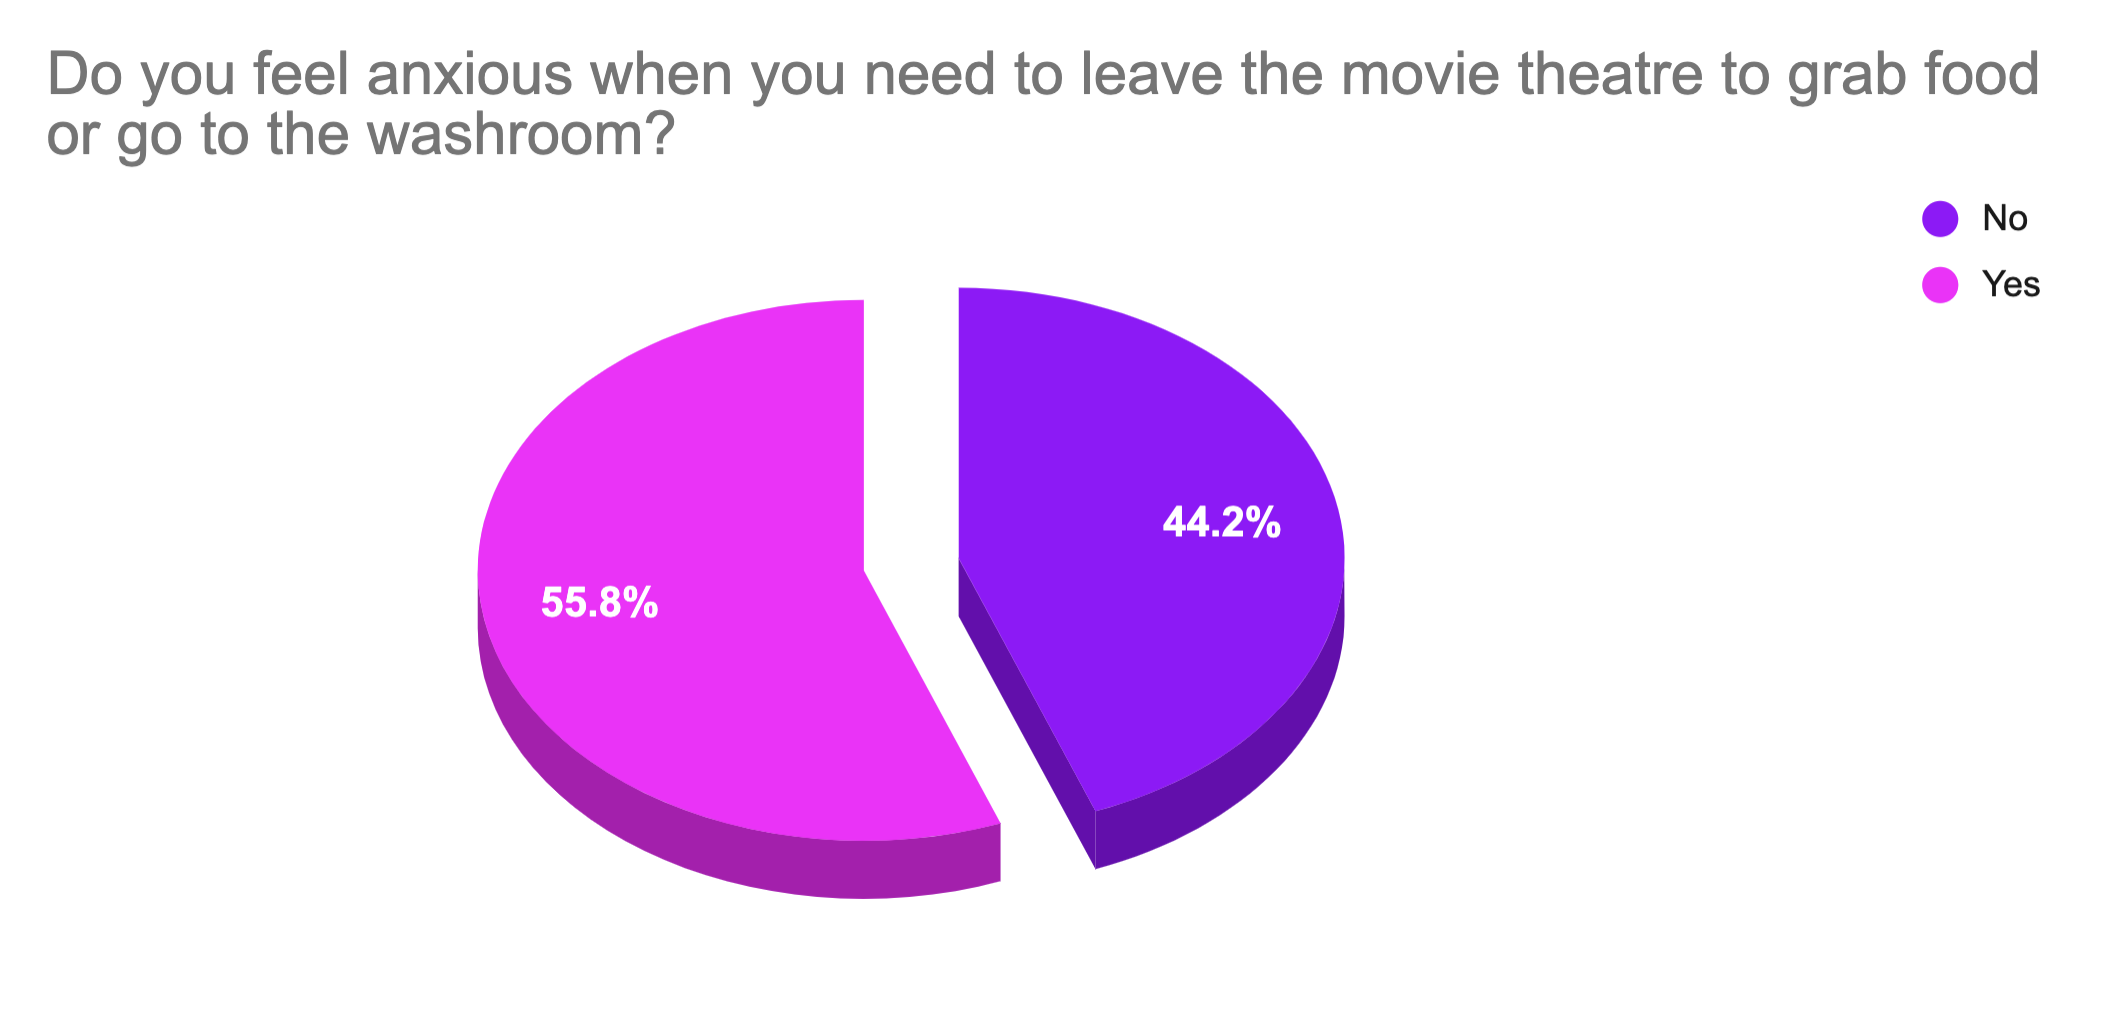 Do you feel anxious when you need to leave the movie theatre to grab food
or go to the washroom?
No
Yes
44.2%
55.8%